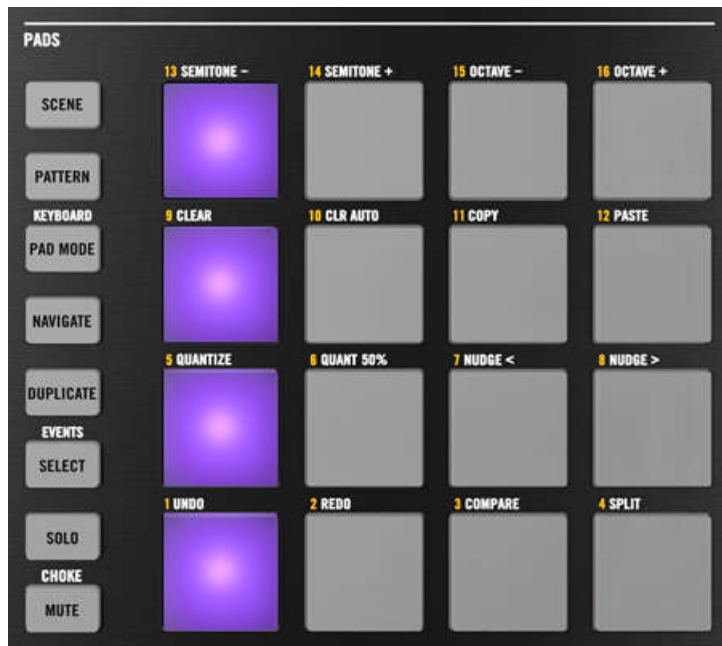 PADS
13 SEMITONE - 14 SEMITONE + 15 OCTAVE - 16 OCTAVE +
SCENE
PATTERN
KEYBOARD 9 CLEAR 10 CLR AUTO 11 COPY 12 PASTE
PAD MODE
NAVIGATE
5 QUANTIZE 6 QUANT 50% 7 NUDGE < 8 NUDGE >
DUPLICATE
EVENTS
SELECT
1 UNDO 2 REDO 3 COMPARE 4 SPLIT
SOLO
CHOKE
MUTE